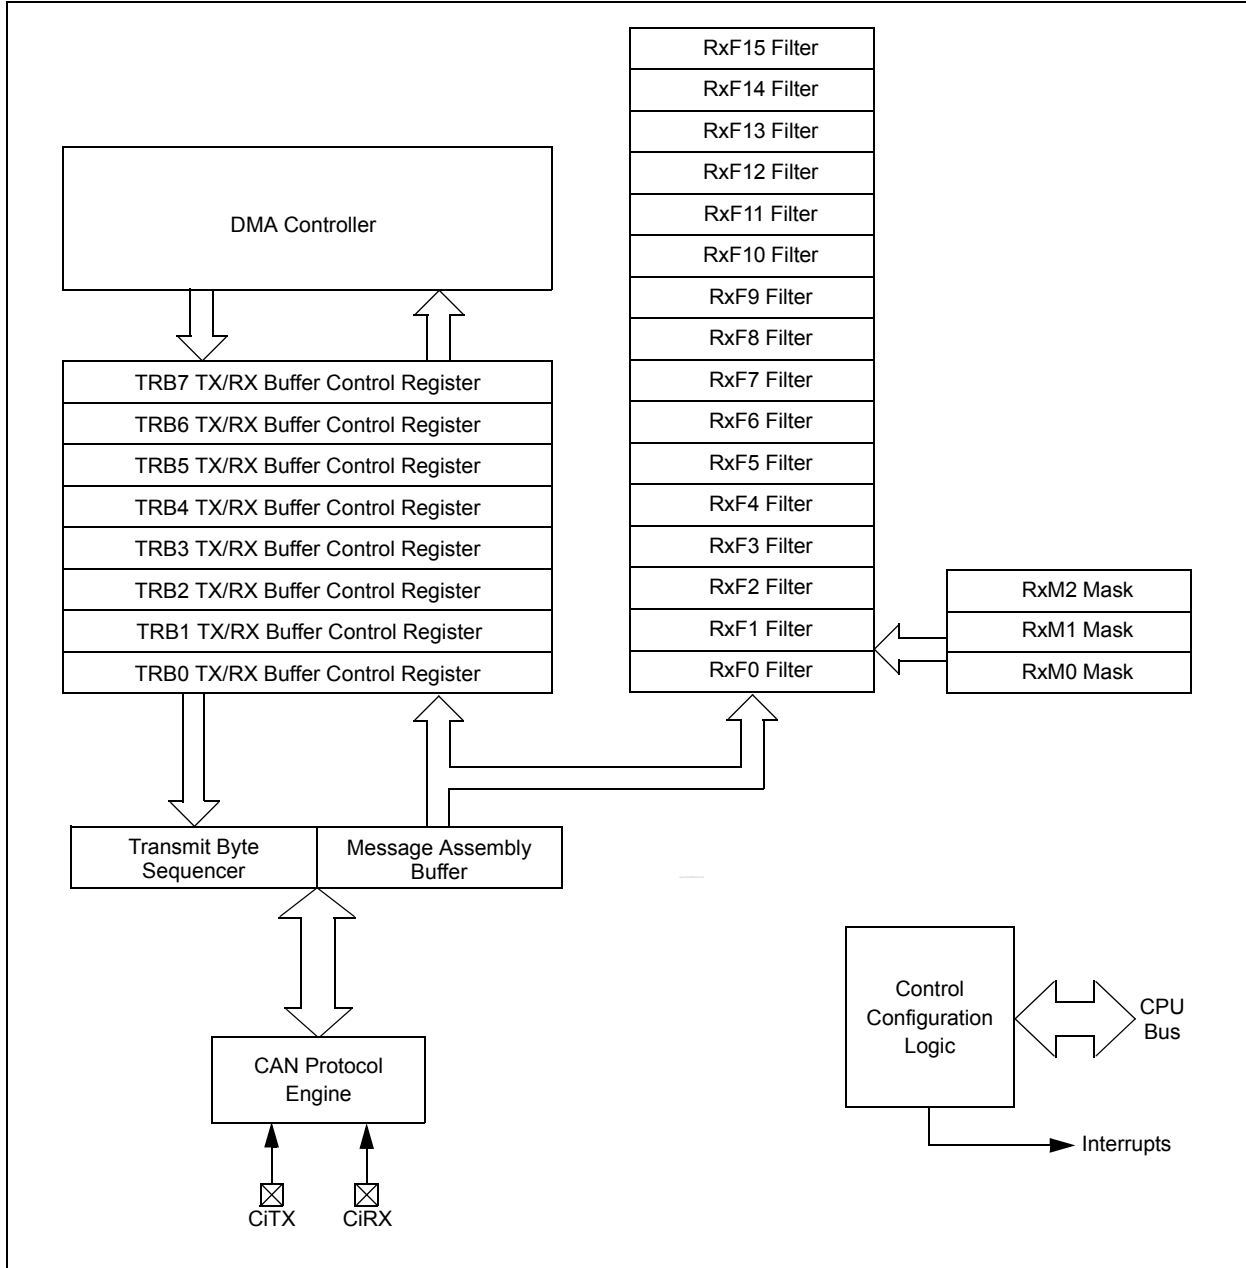 DMA Controller
TRB7 TX/RX Buffer Control Register
TRB6 TX/RX Buffer Control Register
TRB5 TX/RX Buffer Control Register
TRB4 TX/RX Buffer Control Register
TRB3 TX/RX Buffer Control Register
TRB2 TX/RX Buffer Control Register
TRB1 TX/RX Buffer Control Register
TRB0 TX/RX Buffer Control Register
RxF15 Filter
RxF14 Filter
RxF13 Filter
RxF12 Filter
RxF11 Filter
RxF10 Filter
RxF9 Filter
RxF8 Filter
RxF7 Filter
RxF6 Filter
RxF5 Filter
RxF4 Filter
RxF3 Filter
RxF2 Filter
RxF1 Filter
RxF0 Filter
RxM2 Mask
RxM1 Mask
RxM0 Mask
Transmit Byte
Sequencer
Message Assembly
Buffer
CAN Protocol
Engine
CiTX
CiRX
Control
Configuration
Logic
CPU
Bus
Interrupts